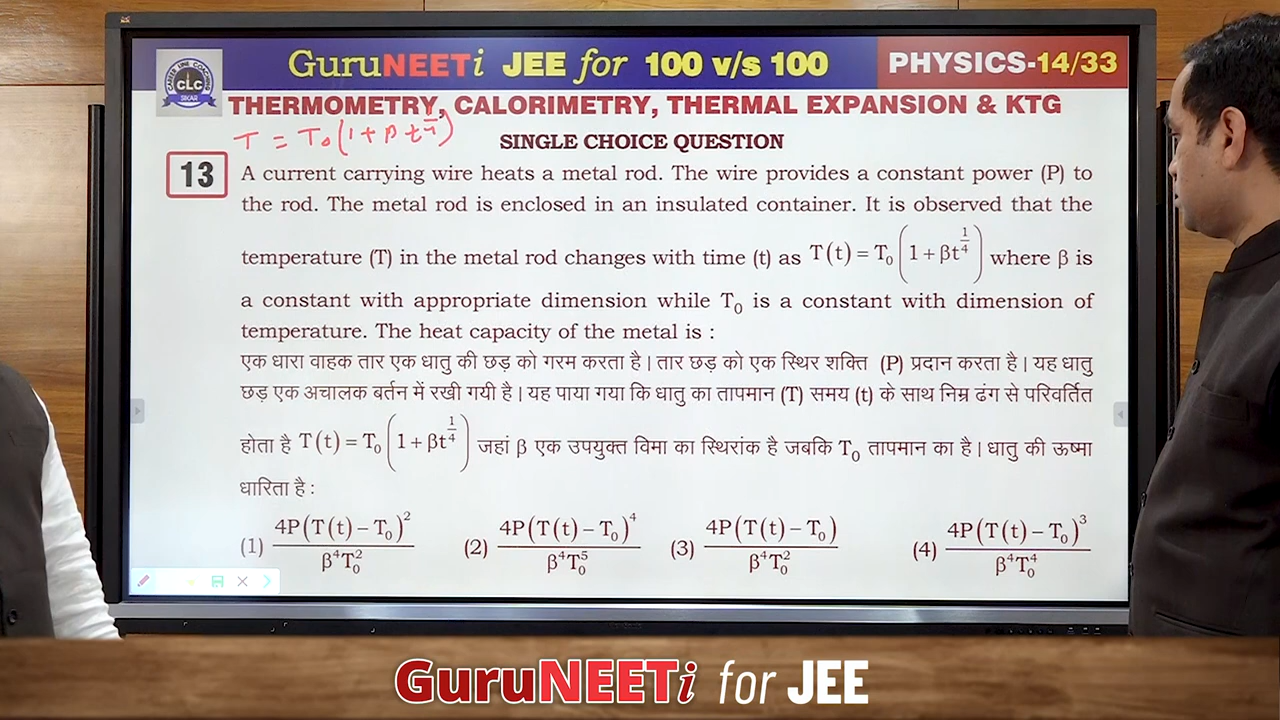 GuruNEETi JEE for 100 v/s 100 PHYSICS-14/33
CAREER LINE COACHING
CLC
SIKAR
THERMOMETRY, CALORIMETRY, THERMAL EXPANSION & KTG
T = T₀(1+βt^(1/4))
SINGLE CHOICE QUESTION
13 A current carrying wire heats a metal rod. The wire provides a constant power (P) to
the rod. The metal rod is enclosed in an insulated container. It is observed that the
temperature (T) in the metal rod changes with time (t) as T(t) = T₀(1 + βt^(1/4)) where β is
a constant with appropriate dimension while T₀ is a constant with dimension of
temperature. The heat capacity of the metal is :
एक धारा वाहक तार एक धातु की छड़ को गरम करता है। तार छड़ को एक स्थिर शक्ति (P) प्रदान करता है। यह धातु
छड़ एक अचालक बर्तन में रखी गयी है। यह पाया गया कि धातु का तापमान (T) समय (t) के साथ निम्न ढंग से परिवर्तित
होता है T(t) = T₀(1 + βt^(1/4)) जहां β एक उपयुक्त विमा का स्थिरांक है जबकि T₀ तापमान का है। धातु की ऊष्मा
धारिता है :
(1) 4P(T(t) − T₀)²/β⁴T₀² (2) 4P(T(t) − T₀)⁴/β⁴T₀⁵ (3) 4P(T(t) − T₀)/β⁴T₀² (4) 4P(T(t) − T₀)³/β⁴T₀⁴
GuruNEETi for JEE